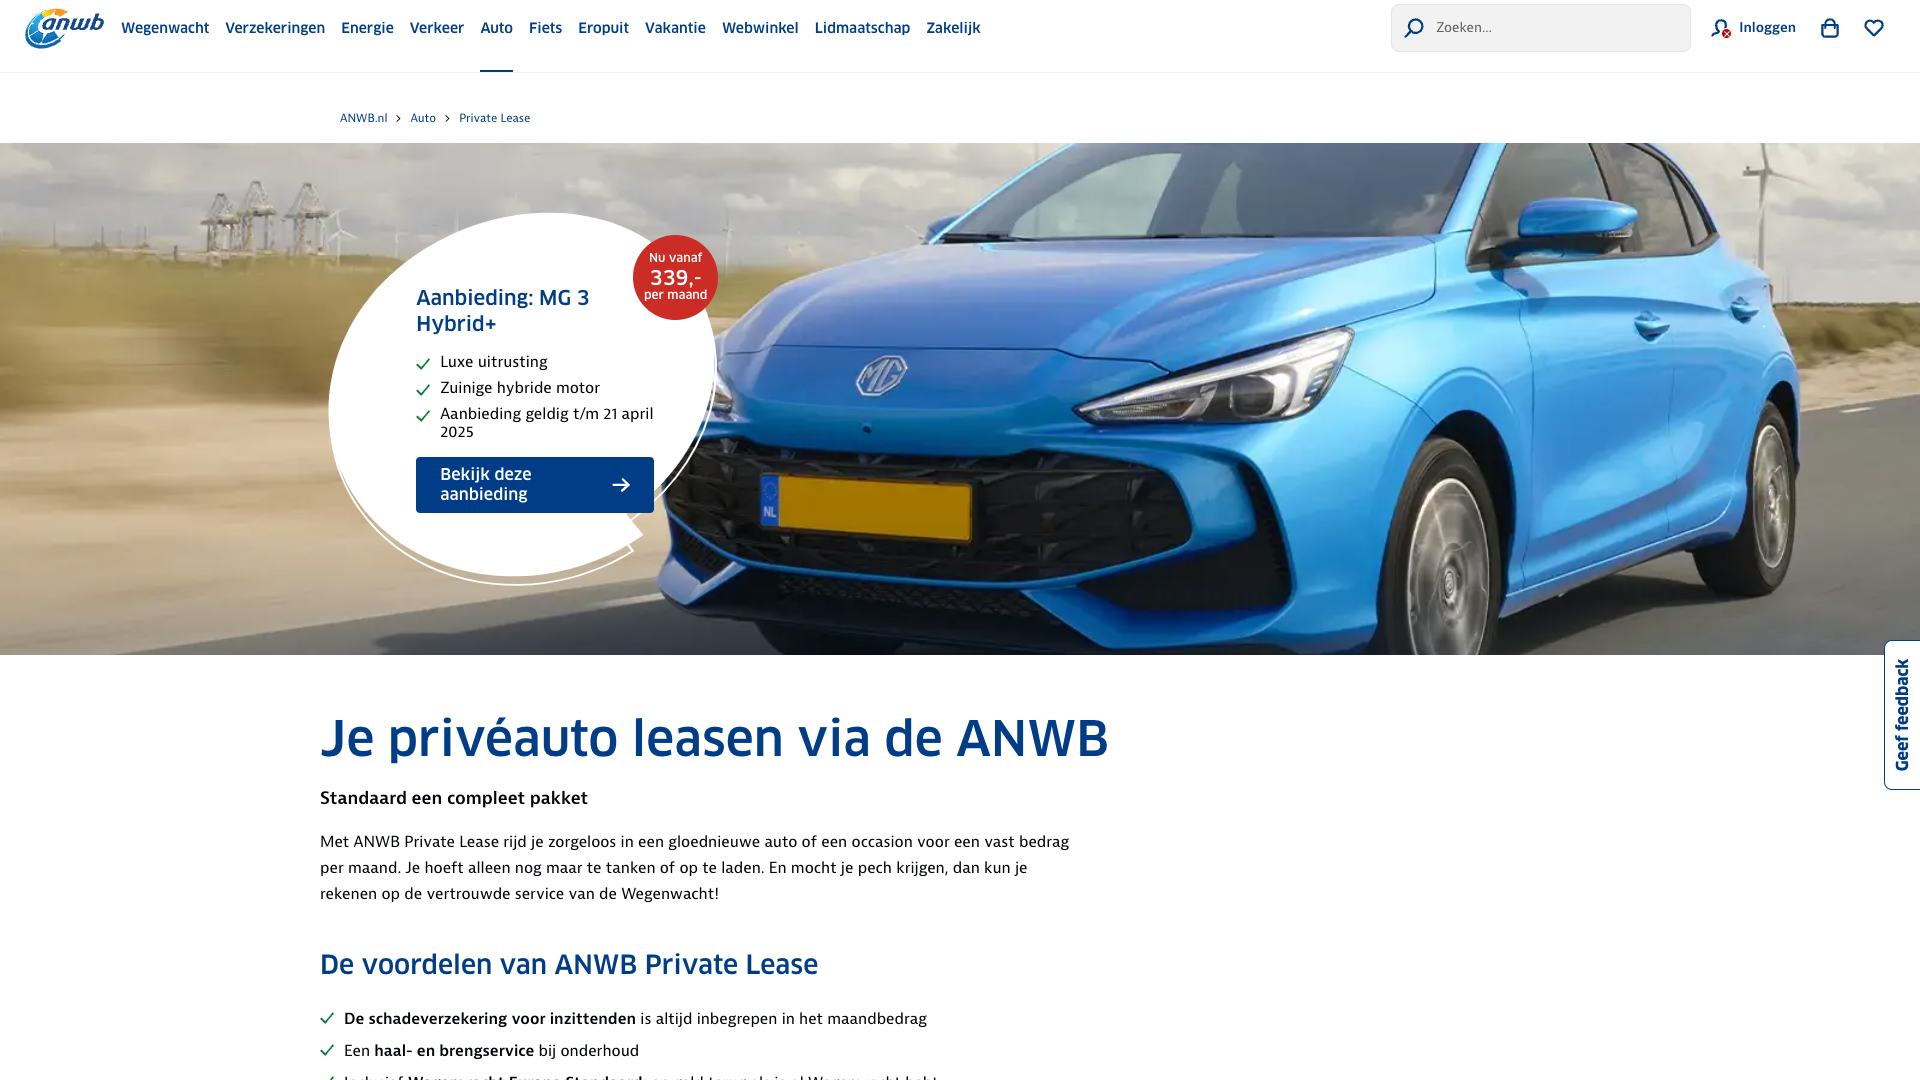 anwb Wegenwacht Verzekeringen Energie Verkeer Auto Fiets Eropuit Vakantie Webwinkel Lidmaatschap Zakelijk Zoeken... Inloggen
ANWB.nl > Auto > Private Lease
Nu vanaf
339,-
per maand
Aanbieding: MG 3
Hybrid+
Luxe uitrusting
Zuinige hybride motor
Aanbieding geldig t/m 21 april
2025
Bekijk deze
aanbieding
MG
NL
Geef feedback
Je privéauto leasen via de ANWB
Standaard een compleet pakket
Met ANWB Private Lease rijd je zorgeloos in een gloednieuwe auto of een occasion voor een vast bedrag
per maand. Je hoeft alleen nog maar te tanken of op te laden. En mocht je pech krijgen, dan kun je
rekenen op de vertrouwde service van de Wegenwacht!
De voordelen van ANWB Private Lease
De schadeverzekering voor inzittenden is altijd inbegrepen in het maandbedrag
Een haal- en brengservice bij onderhoud